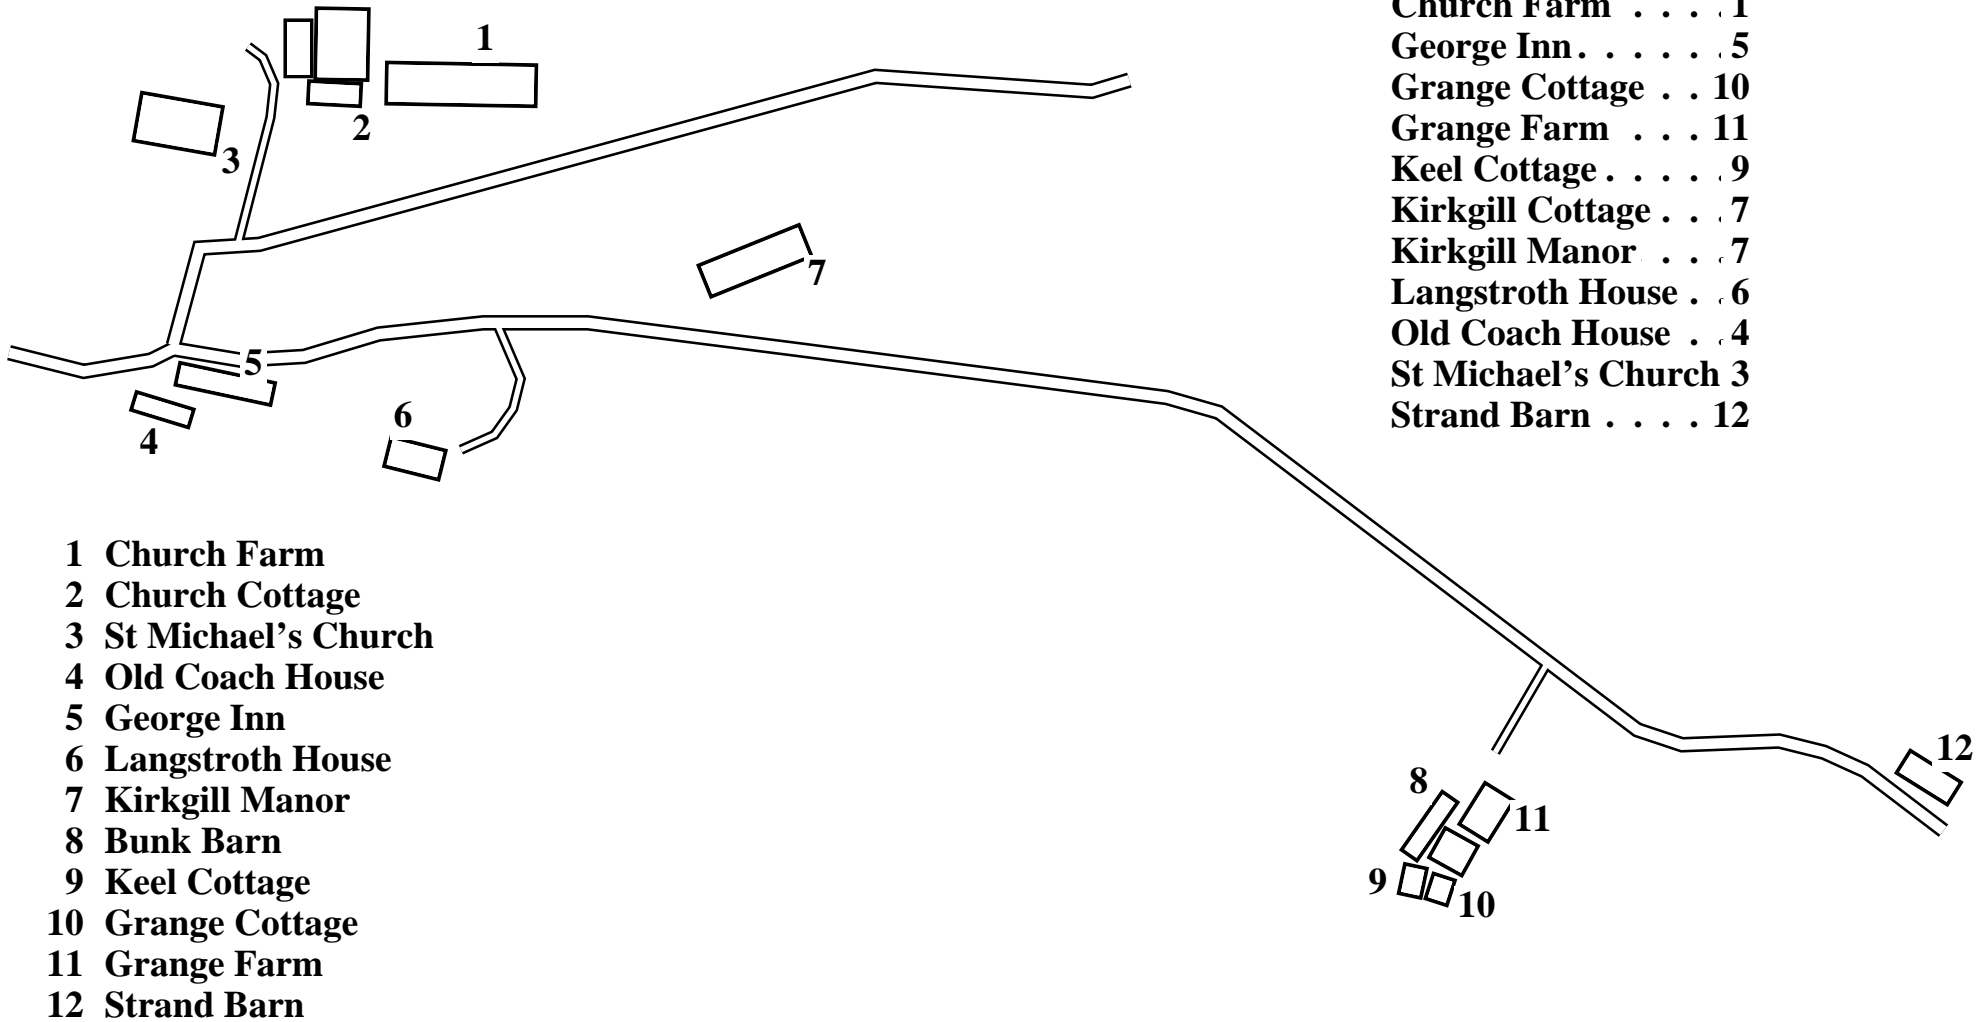 1
2
3
5
4
6
7
8
11
9
10
12
Church Farm . . . . 1
George Inn . . . . . . 5
Grange Cottage . . 10
Grange Farm . . . 11
Keel Cottage . . . . . 9
Kirkgill Cottage . . . 7
Kirkgill Manor . . . 7
Langstroth House . . 6
Old Coach House . . 4
St Michael's Church 3
Strand Barn . . . . 12
1 Church Farm
2 Church Cottage
3 St Michael’s Church
4 Old Coach House
5 George Inn
6 Langstroth House
7 Kirkgill Manor
8 Bunk Barn
9 Keel Cottage
10 Grange Cottage
11 Grange Farm
12 Strand Barn